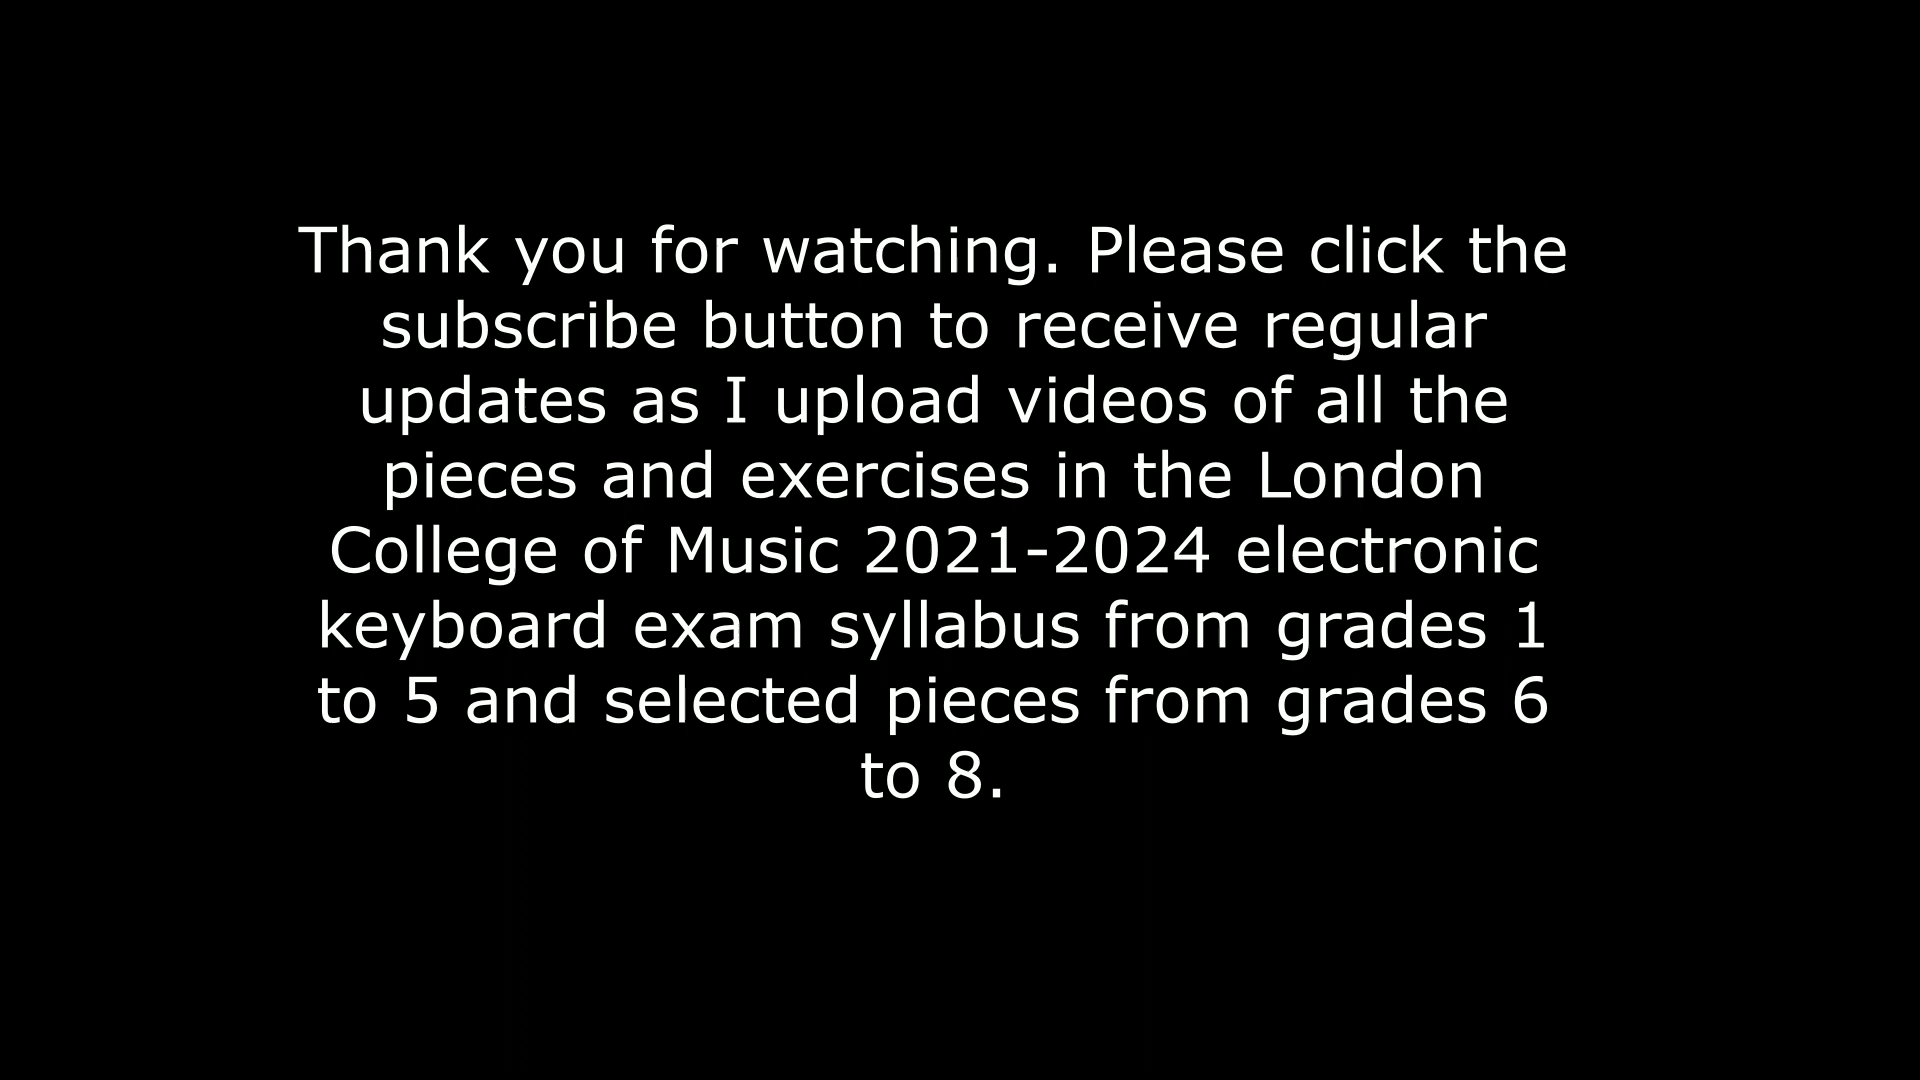 Thank you for watching. Please click the
subscribe button to receive regular
updates as I upload videos of all the
pieces and exercises in the London
College of Music 2021-2024 electronic
keyboard exam syllabus from grades 1
to 5 and selected pieces from grades 6
to 8.